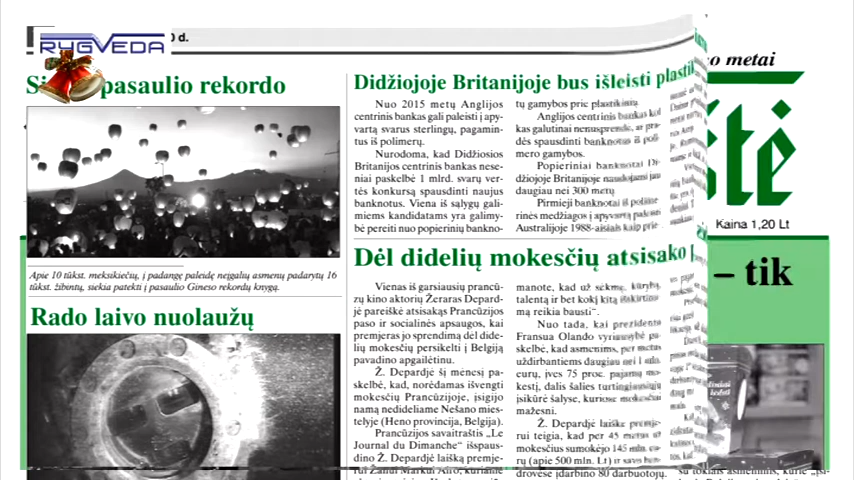 RYGVEDA
0 d.
o metai
pasaulio rekordo
Apie 10 tūkst. meksikiečių, į padangę paleidę neįgalių asmenų padarytų 16
tūkst. žibintų, siekia patekti į pasaulio Gineso rekordų knygą.
Rado laivo nuolaužų
Didžiojoje Britanijoje bus išleisti
Nuo 2015 metų Anglijos
centrinis bankas gali paleisti į apy-
vartą svarus sterlingų, pagamin-
tus iš polimerų.
Nurodoma, kad Didžiosios
Britanijos centrinis bankas nese-
niai paskelbė 1 mlrd. svarų ver-
tės konkursą spausdinti naujus
banknotus. Viena iš sąlygų gali-
miems kandidatams yra galimy-
bė pereiti nuo popierinių bankno-
tų gamybos prie plastikinių.
Anglijos centrinis bankas kol
kas galutinai nenusprendė, ar pra-
dės spausdinti banknotus iš poli-
mero gamybos.
Popieriniai banknotai Di-
džiojoje Britanijoje naudojami jau
daugiau nei 300 metų.
Pirmieji banknotai iš polime-
rinės medžiagos į apyvartą paleisti
Australijoje 1988-aisiais kaip
Dėl didelių mokesčių atsisako
Vienas iš garsiausių prancū-
zų kino aktorių Žeraras Depard-
jė pareiškė atsisakąs Prancūzijos
paso ir socialinės apsaugos, kai
premjeras jo sprendimą dėl dide-
lių mokesčių persikelti į Belgiją
pavadino apgailėtinu.
Ž. Depardjė šį mėnesį pa-
skelbė, kad, norėdamas išvengti
mokesčių Prancūzijoje, įsigijo
namą nedideliame Nešano mies-
telyje (Heno provincija, Belgija).
Prancūzijos savaitraštis „Le
Journal du Dimanche" išspaus-
dino Ž. Depardjė laišką premje-
rui Žanui Markui Airo, kuriame
manote, kad už sėkmę, kūrybą,
talentą ir bet kokį kitą išskirtinu-
mą reikia bausti".
Nuo tada, kai prezidento
Fransua Olando vyriausybė pa-
skelbė, kad asmenims, per metus
uždirbantiems daugiau nei 1 mln.
eurų, įves 75 proc. pajamų mo-
kestį, dalis šalies turtingiausiųjų
įsikūrė šalyse, kuriose mokesčiai
mažesni.
Ž. Depardjė laiške premje-
rui teigia, kad per 45 metus
mokesčius sumokėjo 145 mln. eu-
rų (apie 500 mln. Lt) ir savo
drovėse įdarbino 80 darbuotojų.
Kaina 1,20 Lt
– tik